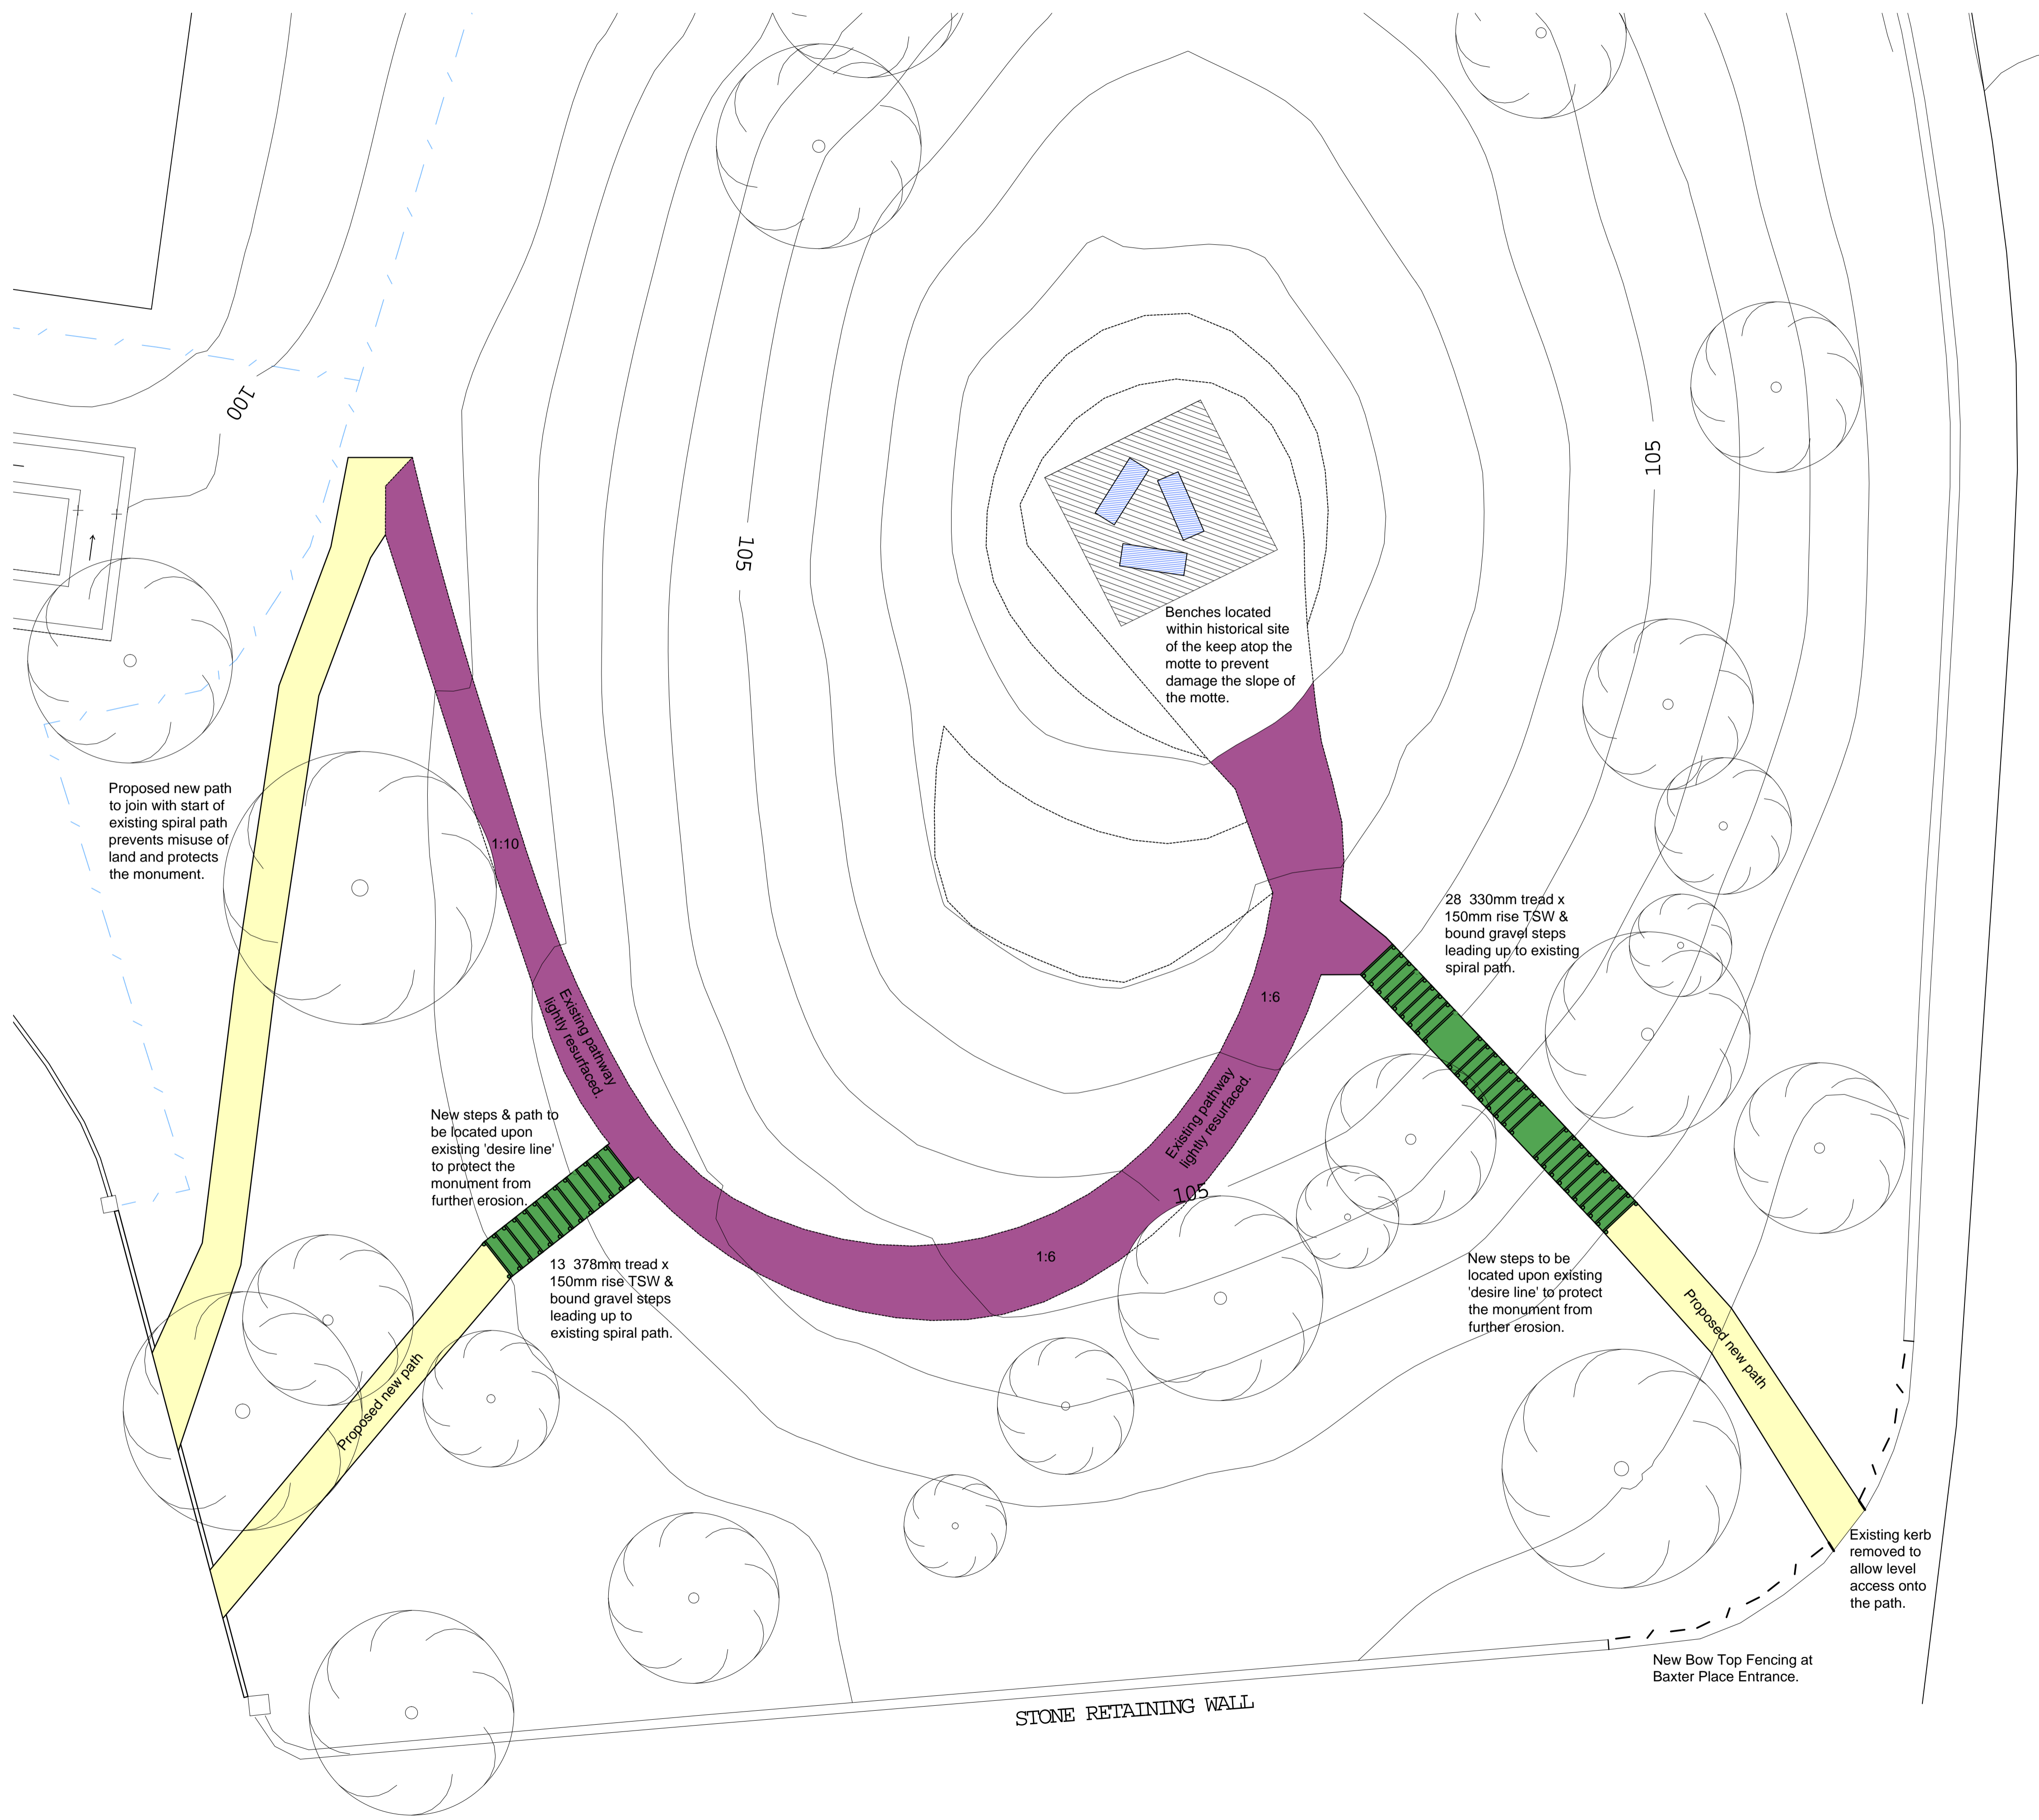 100
105
105
Benches located
within historical site
of the keep atop the
motte to prevent
damage the slope of
the motte.
Proposed new path
to join with start of
existing spiral path
prevents misuse of
land and protects
the monument.
1:10
28 330mm tread x
150mm rise TSW &
bound gravel steps
leading up to existing
spiral path.
1:6
Existing pathway
lightly resurfaced.
Existing pathway
lightly resurfaced.
New steps & path to
be located upon
existing 'desire line'
to protect the
monument from
further erosion.
105
1:6
13 378mm tread x
150mm rise TSW &
bound gravel steps
leading up to
existing spiral path.
New steps to be
located upon existing
'desire line' to protect
the monument from
further erosion.
Proposed new path
Proposed new path
Existing kerb
removed to
allow level
access onto
the path.
New Bow Top Fencing at
Baxter Place Entrance.
STONE RETAINING WALL